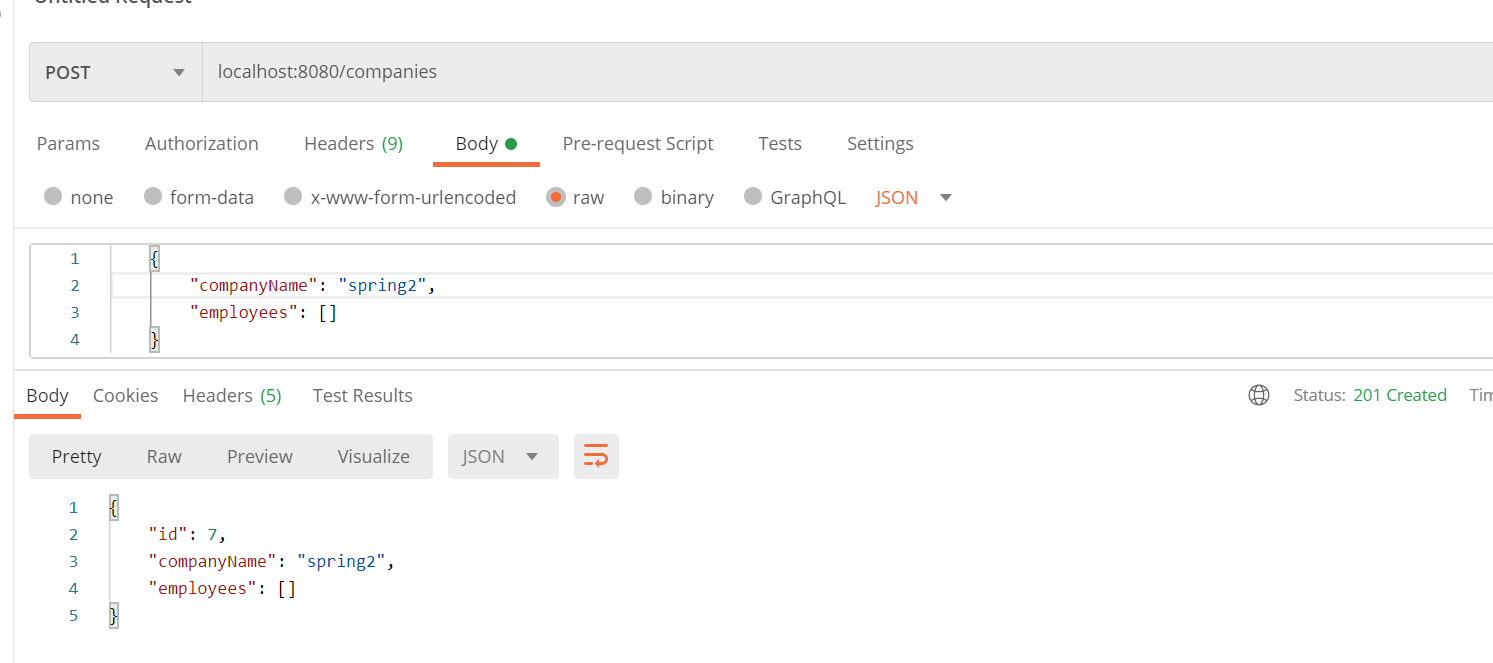 Untitled Request
POST localhost:8080/companies
Params Authorization Headers (9) Body Pre-request Script Tests Settings
none form-data x-www-form-urlencoded raw binary GraphQL JSON
1 {
2 "companyName": "spring2",
3 "employees": []
4 }
Body Cookies Headers (5) Test Results Status: 201 Created
Pretty Raw Preview Visualize JSON
1 {
2 "id": 7,
3 "companyName": "spring2",
4 "employees": []
5 }